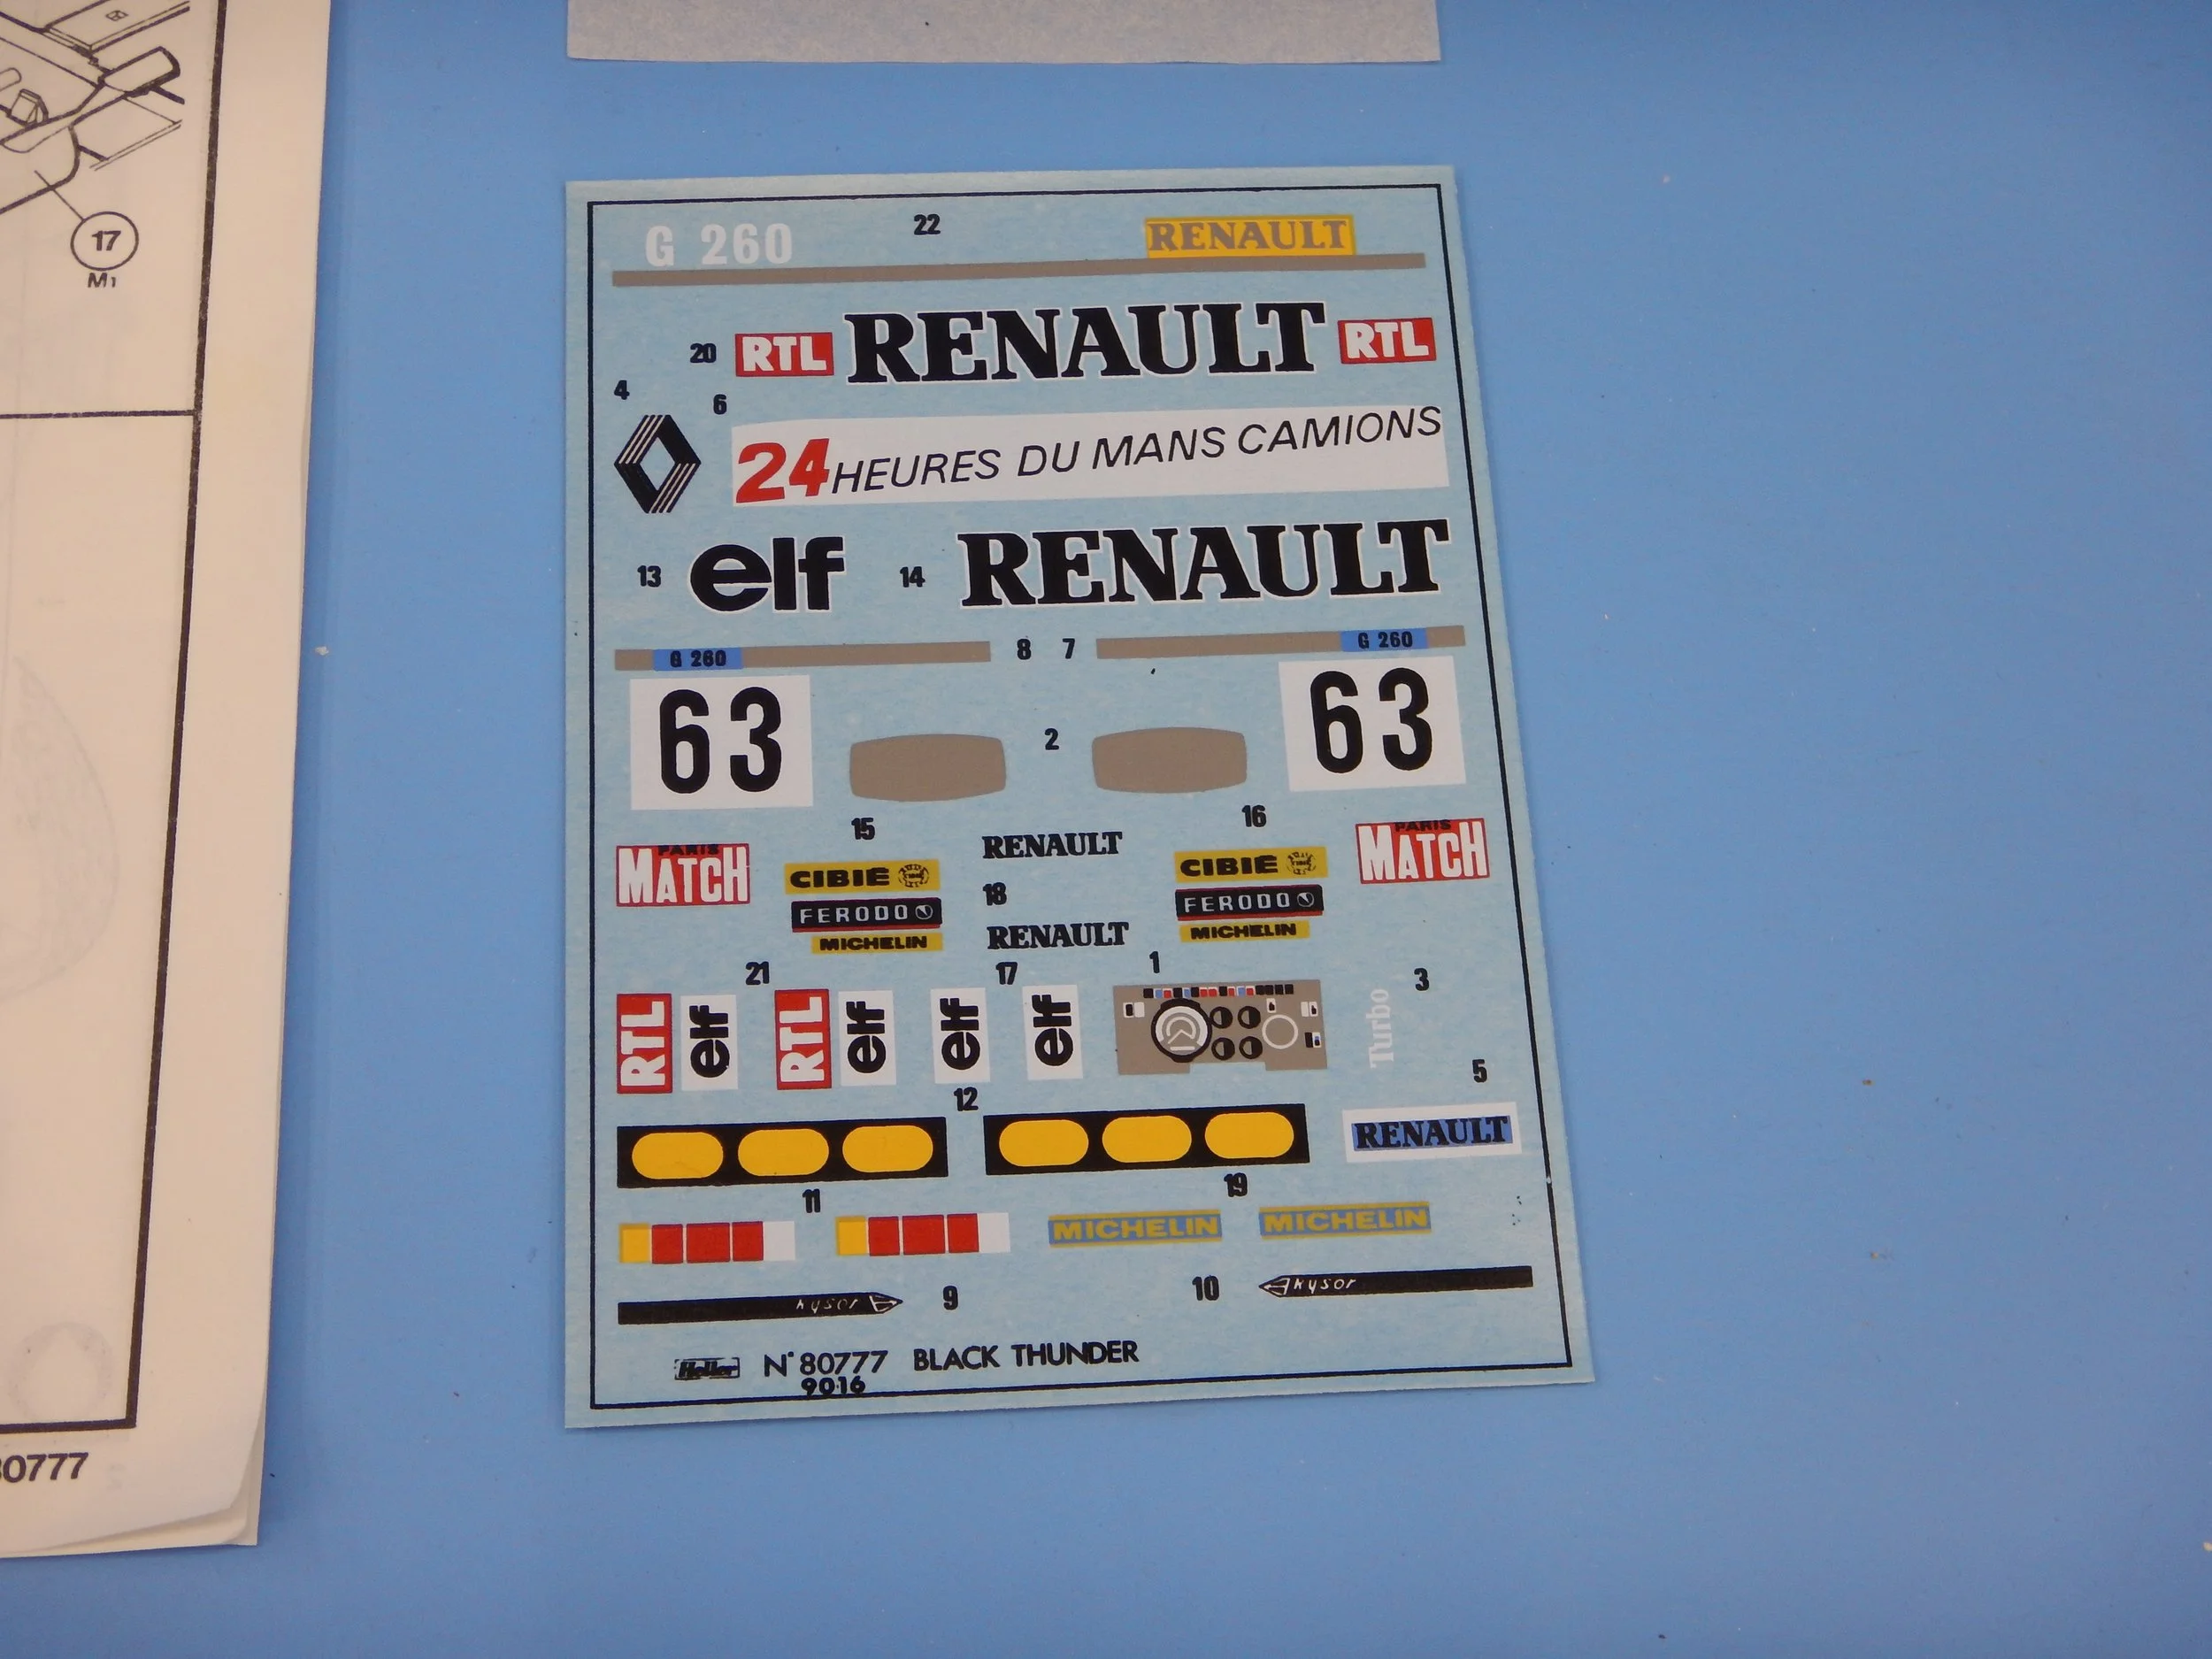 17
M1
80777
G 260
22
RENAULT
20
RTL
RENAULT
RTL
4
6
24 HEURES DU MANS CAMIONS
13
elf
14
RENAULT
G 260
8
7
G 260
63
2
63
15
16
PARIS
MATCH
CIBIE
FERODO
MICHELIN
RENAULT
18
RENAULT
CIBIE
FERODO
MICHELIN
PARIS
MATCH
21
17
1
3
RTL
elf
RTL
elf
elf
elf
Turbo
5
12
RENAULT
11
19
MICHELIN
MICHELIN
kysor
9
10
kysor
Heller
N° 80777 BLACK THUNDER
9016